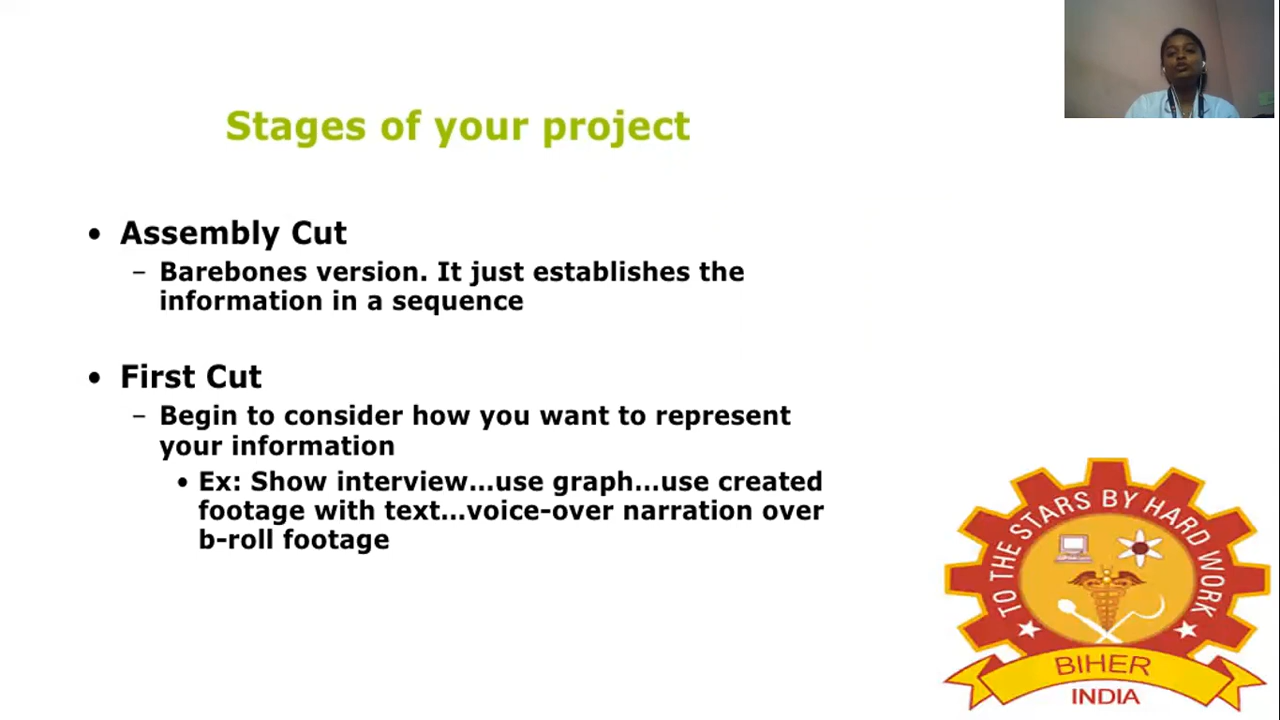 Stages of your project
• Assembly Cut
– Barebones version. It just establishes the
information in a sequence
• First Cut
– Begin to consider how you want to represent
your information
• Ex: Show interview...use graph...use created
footage with text...voice-over narration over
b-roll footage
TO THE STARS BY HARD WORK
BIHER
INDIA